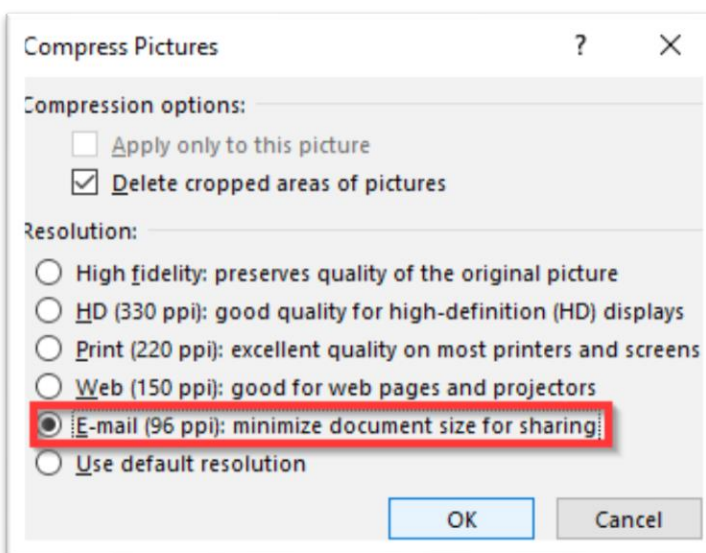 Compress Pictures ?
Compression options:
Apply only to this picture
Delete cropped areas of pictures
Resolution:
High fidelity: preserves quality of the original picture
HD (330 ppi): good quality for high-definition (HD) displays
Print (220 ppi): excellent quality on most printers and screens
Web (150 ppi): good for web pages and projectors
E-mail (96 ppi): minimize document size for sharing
Use default resolution
OK Cancel